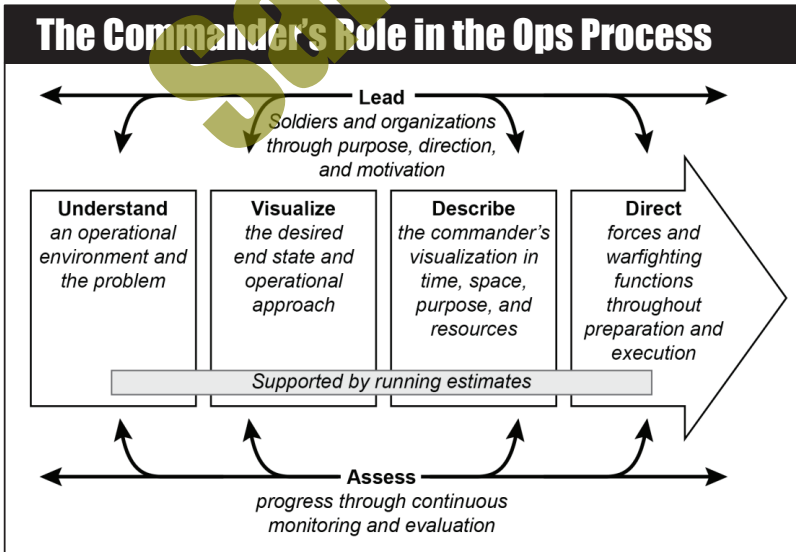 The Commander's Role in the Ops Process
Lead
Soldiers and organizations
through purpose, direction,
and motivation
Understand
an operational
environment and
the problem
Visualize
the desired
end state and
operational
approach
Describe
the commander's
visualization in
time, space,
purpose, and
resources
Direct
forces and
warfighting
functions
throughout
preparation and
execution
Supported by running estimates
Assess
progress through continuous
monitoring and evaluation